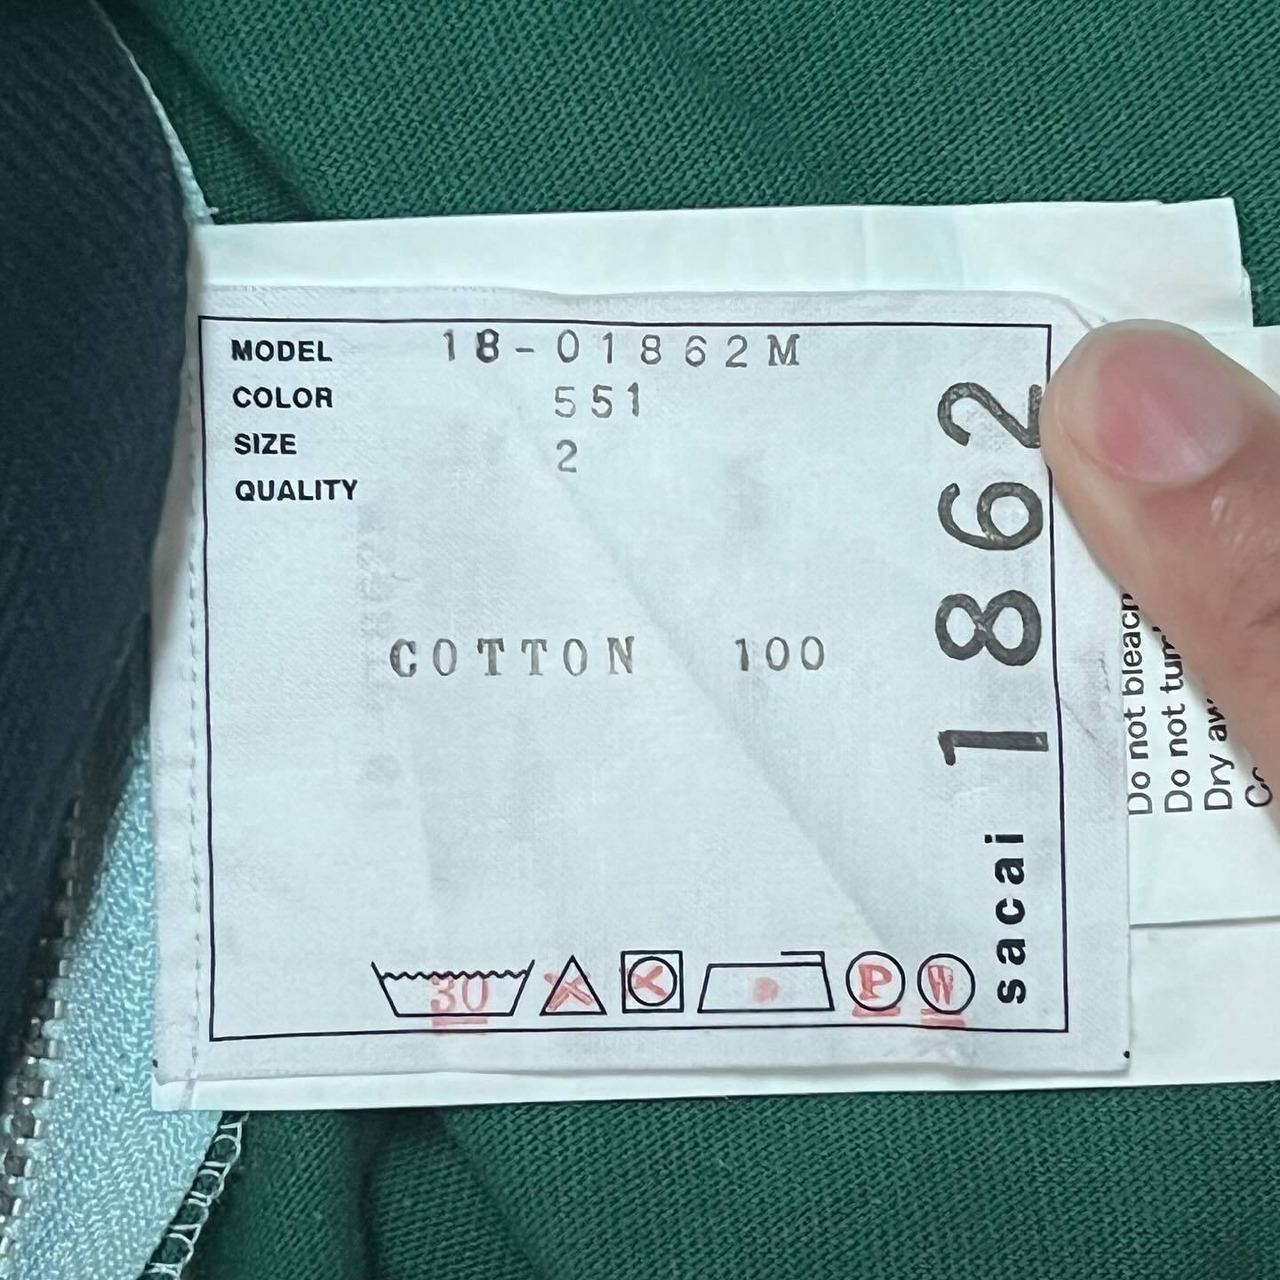 MODEL 18-01862M
COLOR 551
SIZE 2
QUALITY
COTTON 100
30 P W
sacai 1862
Do not bleach
Do not
Dry